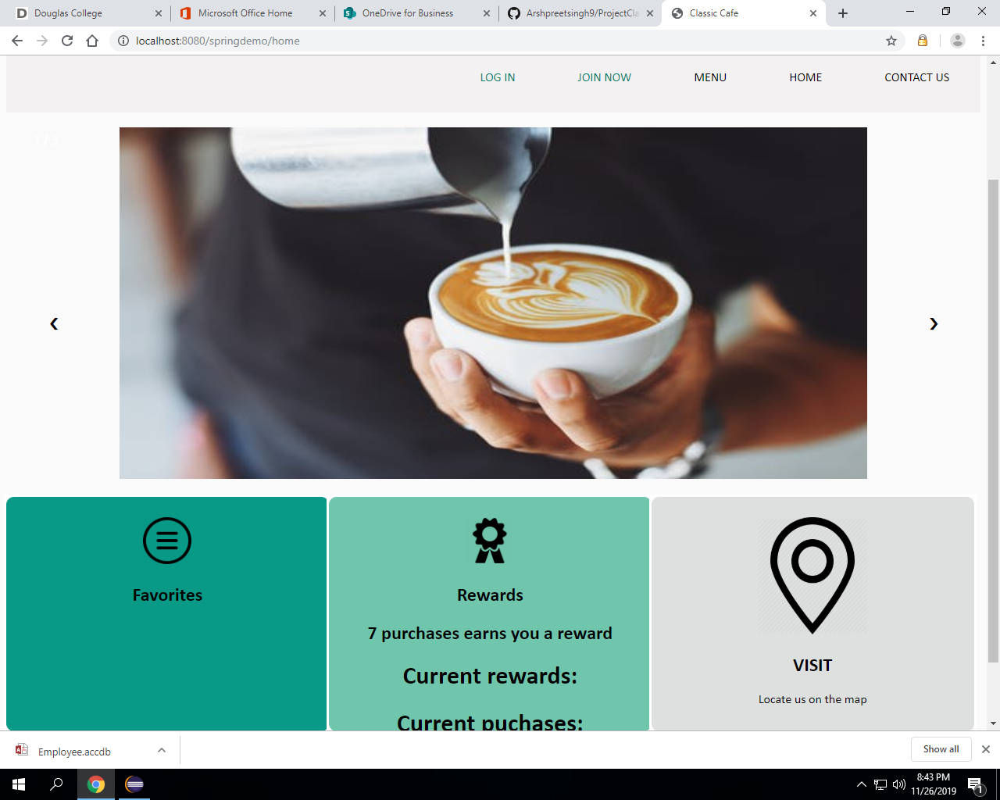 Douglas College
Microsoft Office Home
OneDrive for Business
Arshpreetsingh9/ProjectCla
Classic Cafe
localhost:8080/springdemo/home
LOG IN
JOIN NOW
MENU
HOME
CONTACT US
1 / 3
Favorites
Rewards
7 purchases earns you a reward
Current rewards:
Current puchases:
VISIT
Locate us on the map
Employee.accdb
Show all
8:43 PM
11/26/2019
1